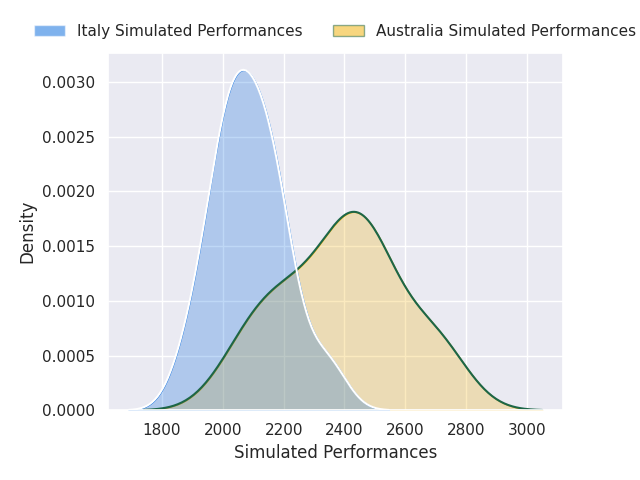 Italy Simulated Performances Australia Simulated Performances
0.0030
0.0025
0.0020
0.0015
0.0010
0.0005
0.0000
Density
1800 2000 2200 2400 2600 2800 3000
Simulated Performances